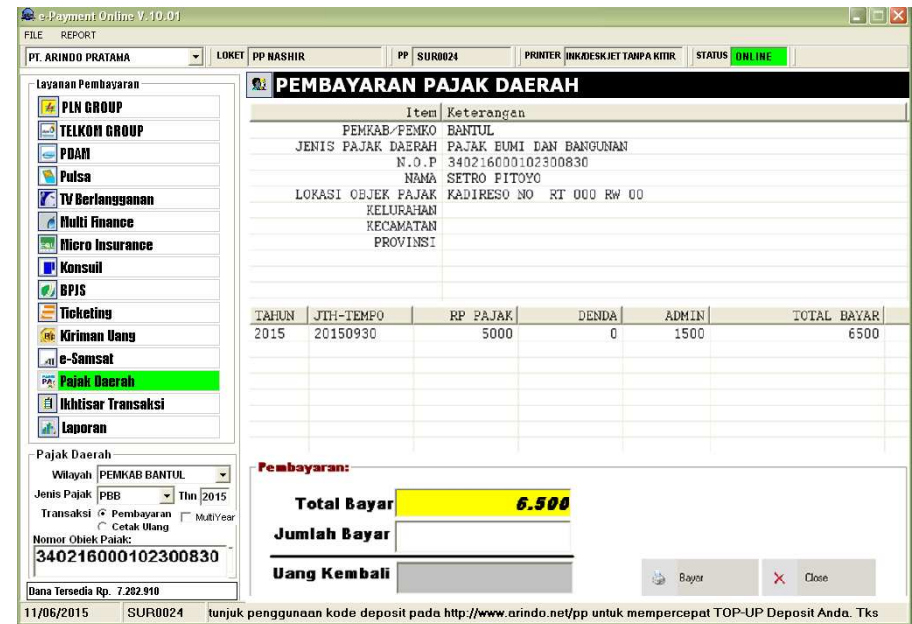 e-Payment Online V.10.01
FILE REPORT
PT. ARINDO PRATAMA LOKET PP NASHIR PP SUR0024 PRINTER INK/DESKJET TANPA KITIR STATUS ONLINE
Layanan Pembayaran
PLN GROUP
TELKOM GROUP
PDAM
Pulsa
TV Berlangganan
Multi Finance
Micro Insurance
Konsuil
BPJS
Ticketing
Kiriman Uang
e-Samsat
Pajak Daerah
Ikhtisar Transaksi
Laporan
Pajak Daerah
Wilayah PEMKAB BANTUL
Jenis Pajak PBB Thn 2015
Transaksi Pembayaran MultiYear
Cetak Ulang
Nomor Objek Pajak:
340216000102300830
Dana Tersedia Rp. 7.282.910
PEMBAYARAN PAJAK DAERAH
Item Keterangan
PEMKAB/PEMKO BANTUL
JENIS PAJAK DAERAH PAJAK BUMI DAN BANGUNAN
N.O.P 340216000102300830
NAMA SETRO PITOYO
LOKASI OBJEK PAJAK KADIRESO NO RT 000 RW 00
KELURAHAN
KECAMATAN
PROVINSI
TAHUN JTH-TEMPO RP PAJAK DENDA ADMIN TOTAL BAYAR
2015 20150930 5000 0 1500 6500
Pembayaran:
Total Bayar 6.500
Jumlah Bayar
Uang Kembali
Bayar Close
11/06/2015 SUR0024 tunjuk penggunaan kode deposit pada http://www.arindo.net/pp untuk mempercepat TOP-UP Deposit Anda. Tks